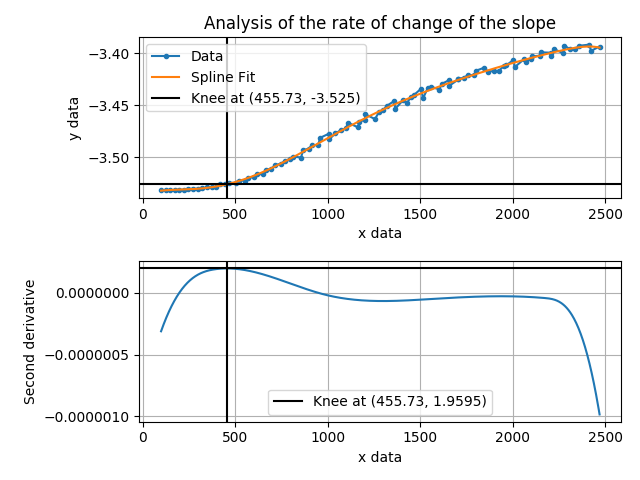 Analysis of the rate of change of the slope
−3.40
−3.45
−3.50
y data
Data
Spline Fit
Knee at (455.73, -3.525)
0 500 1000 1500 2000 2500
x data
0.0000000
−0.0000005
−0.0000010
Second derivative
Knee at (455.73, 1.9595)
0 500 1000 1500 2000 2500
x data